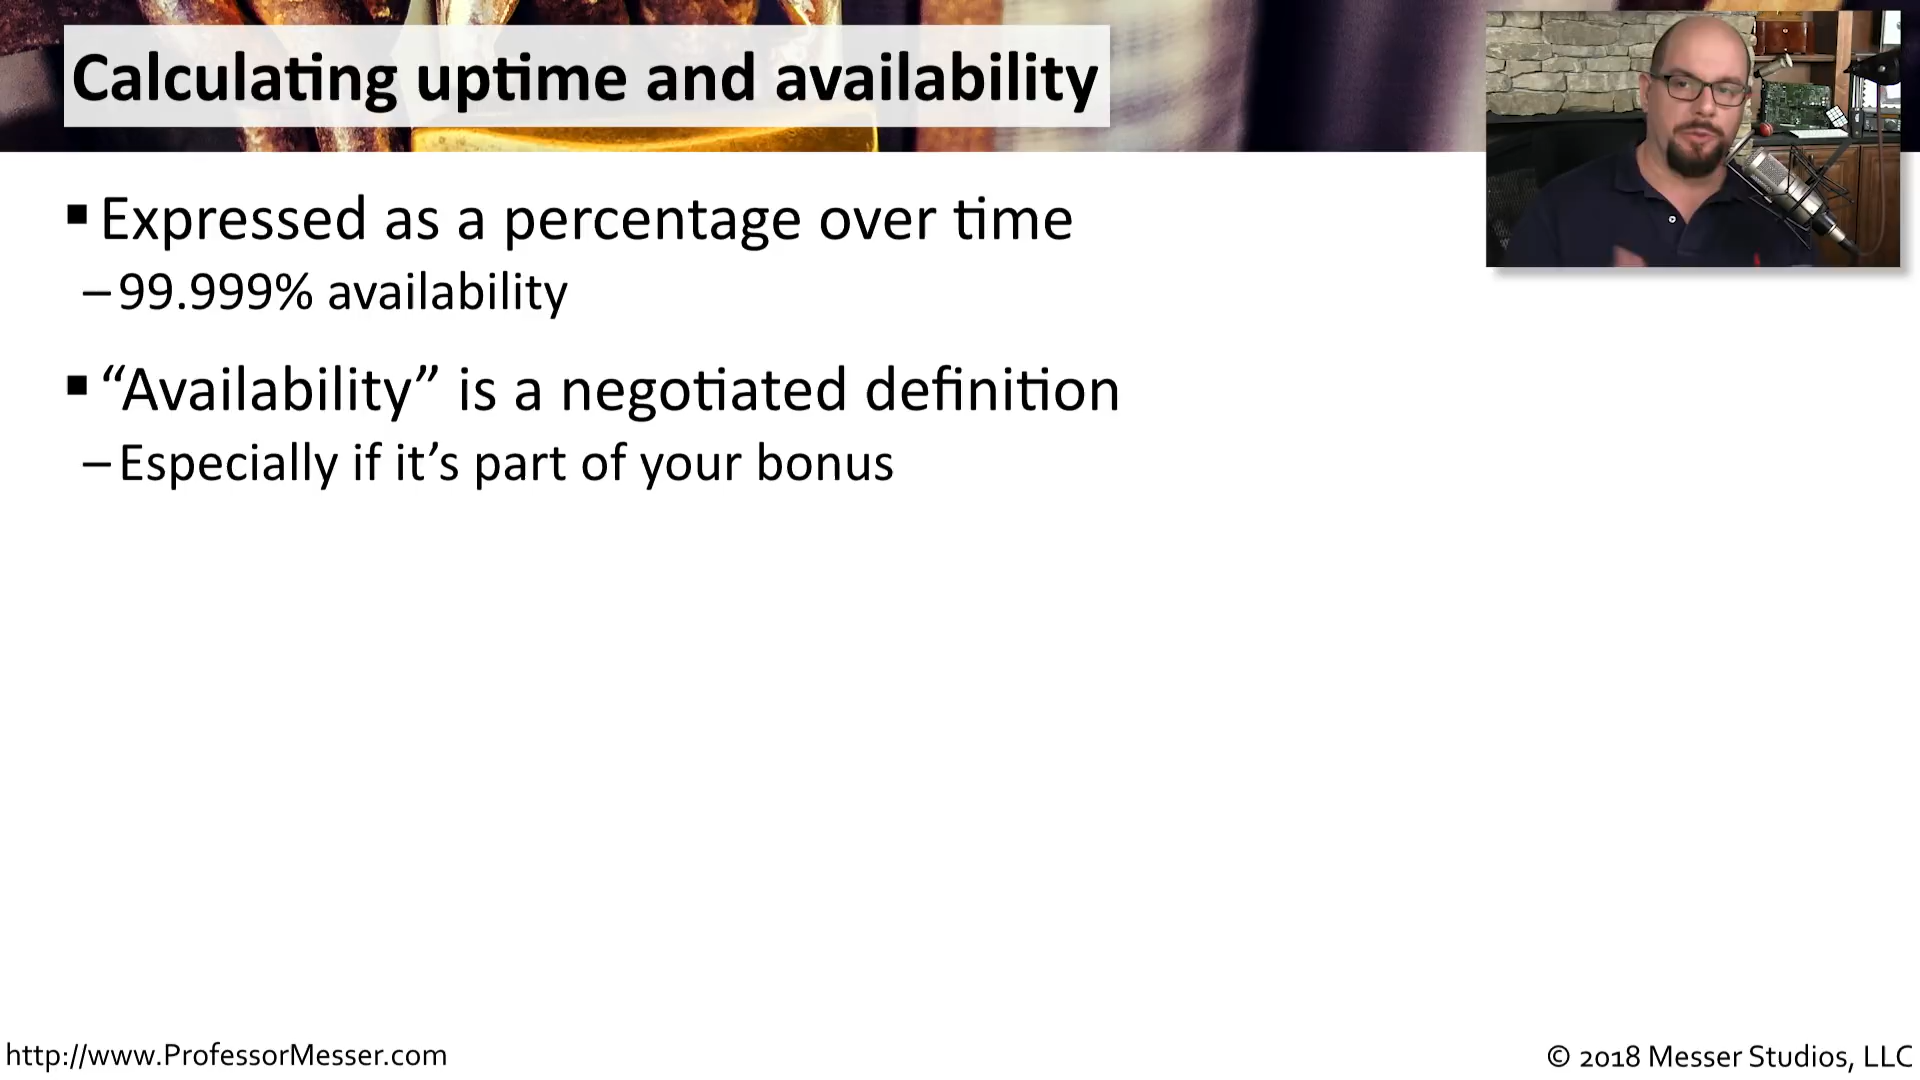 Calculating uptime and availability
▪ Expressed as a percentage over time
– 99.999% availability
▪ “Availability” is a negotiated definition
– Especially if it’s part of your bonus
http://www.ProfessorMesser.com
© 2018 Messer Studios, LLC